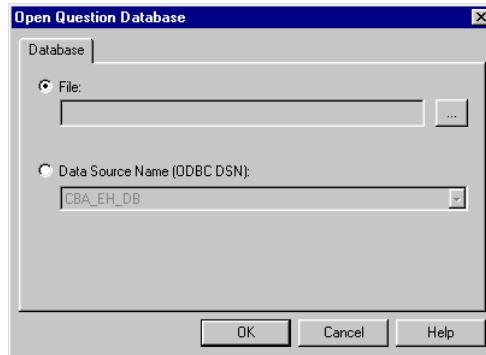 Open Question Database
Database
File:
...
Data Source Name (ODBC DSN):
CBA_EH_DB
OK Cancel Help